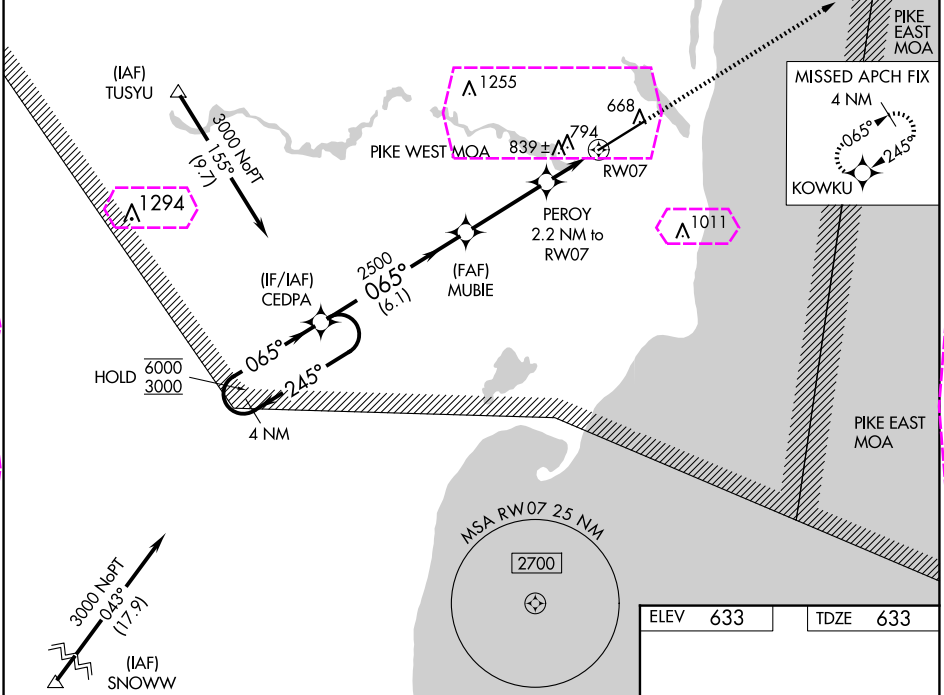 PIKE
EAST
MOA
(IAF)
TUSYU
3000 NoPT
155°
(9.7)
1255
668
839 ±
794
PIKE WEST MOA
RW07
MISSED APCH FIX
4 NM
065°
245°
KOWKU
1294
PEROY
2.2 NM to
RW07
1011
(FAF)
MUBIE
2500
065°
(6.1)
(IF/IAF)
CEDPA
065°
245°
HOLD
6000
3000
4 NM
PIKE EAST
MOA
MSA RW07 25 NM
2700
3000 NoPT
043°
(17.9)
(IAF)
SNOWW
ELEV 633
TDZE 633